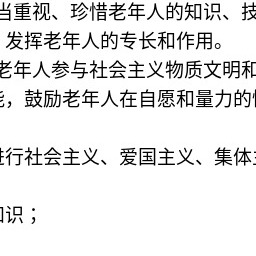 当重视、珍惜老年人的知识、技
发挥老年人的专长和作用。
老年人参与社会主义物质文明和
能，鼓励老年人在自愿和量力的情
进行社会主义、爱国主义、集体主
知识；